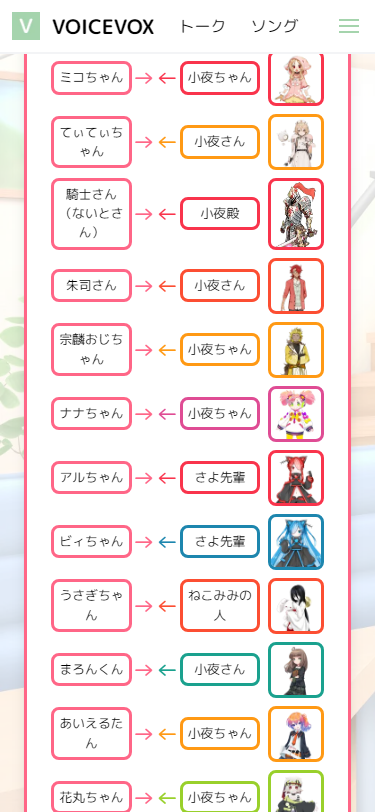 V VOICEVOX トーク ソング
ミコちゃん → ← 小夜ちゃん
てぃてぃち
ゃん → ← 小夜さん
騎士さん
（ないとさ
ん） → ← 小夜殿
朱司さん → ← 小夜さん
宗麟おじち
ゃん → ← 小夜ちゃん
ナナちゃん → ← 小夜ちゃん
アルちゃん → ← さよ先輩
ビィちゃん → ← さよ先輩
うさぎちゃ
ん → ← ねこみみの
人
まろんくん → ← 小夜さん
あいえるた
ん → ← 小夜ちゃん
花丸ちゃん → ← 小夜ちゃん